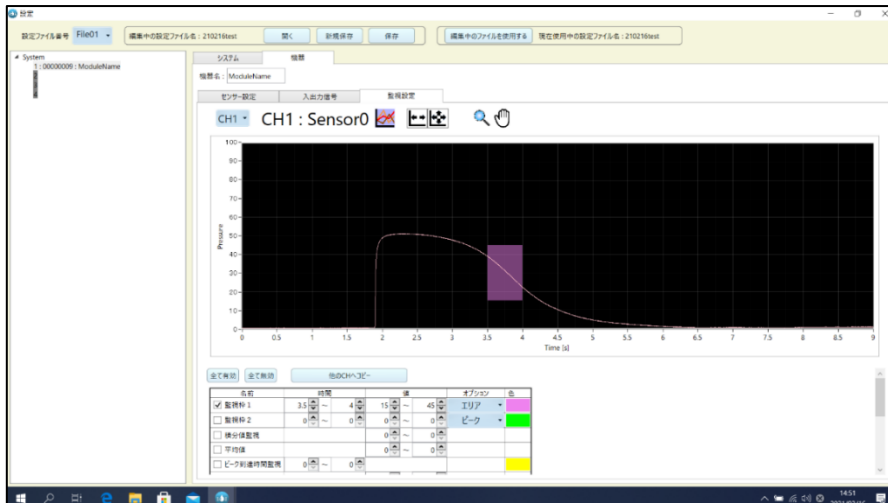 設定
設定ファイル番号 File01 編集中の設定ファイル名：210216test 開く 新規保存 保存 編集中のファイルを使用する 現在使用中の設定ファイル名：210216test
System
1 : 00000009 : ModuleName
2
3
4
5
システム 機器
機器名： ModuleName
センサー設定 入出力信号 監視設定
CH1 CH1 : Sensor0
100
90
80
70
60
50
40
30
20
10
0
Pressure
0 0.5 1 1.5 2 2.5 3 3.5 4 4.5 5 5.5 6 6.5 7 7.5 8 8.5 9
Time [s]
全て有効 全て無効 他のCHへコピー
名前 時間 値 オプション 色
監視枠 1 3.5 ～ 4 15 ～ 45 エリア
監視枠 2 0 ～ 0 0 ～ 0 ピーク
積分値監視 0 ～ 0
平均値 0 ～ 0
ピーク到達時間監視 0 ～ 0
14:51